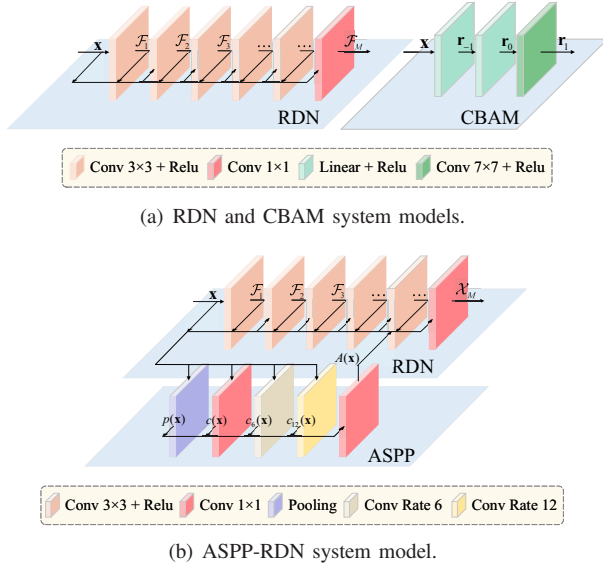 x F₁ F₂ F₃ ... ... F_M x r₋₁ r₀ r₁
RDN CBAM
Conv 3×3 + Relu Conv 1×1 Linear + Relu Conv 7×7 + Relu
(a) RDN and CBAM system models.
x F₁ F₂ F₃ ... ... X_M
A(x) RDN
p(x) c(x) c₆(x) c₁₂(x)
ASPP
Conv 3×3 + Relu Conv 1×1 Pooling Conv Rate 6 Conv Rate 12
(b) ASPP-RDN system model.